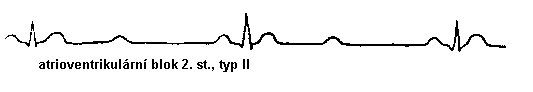 atrioventrikulární blok 2. st., typ II